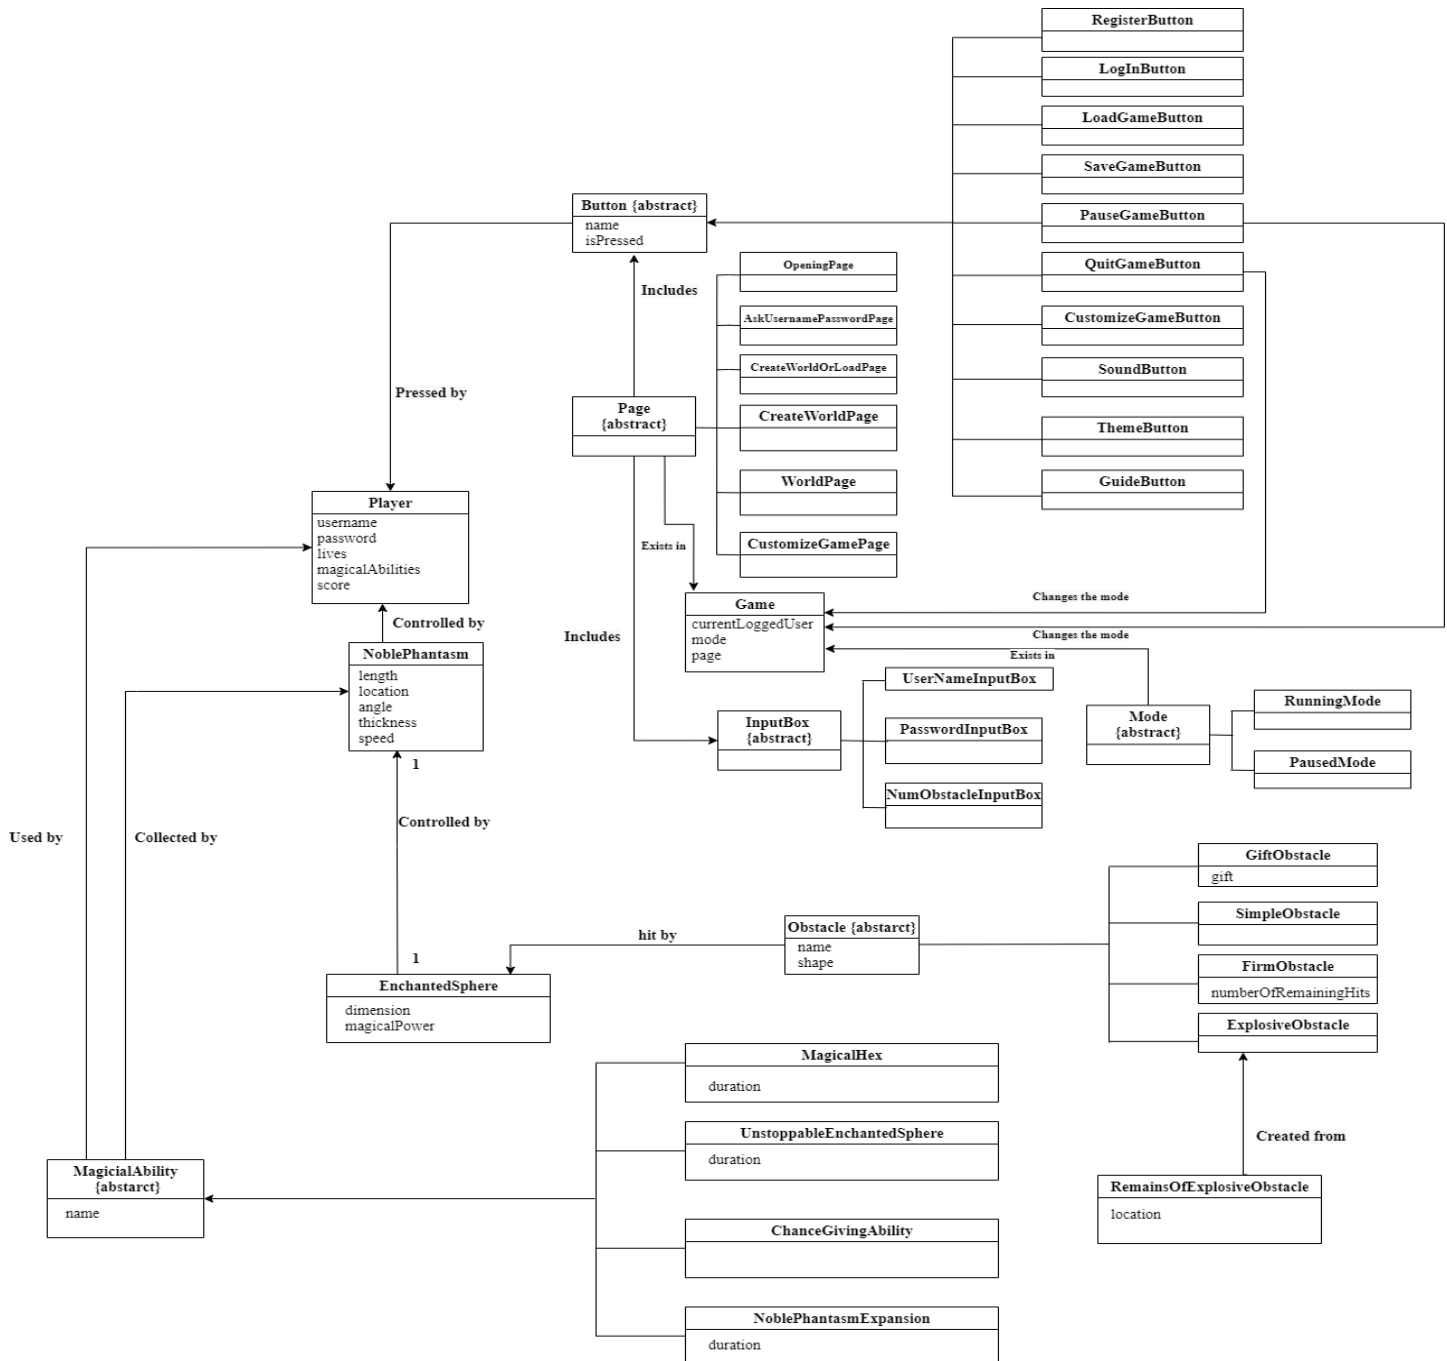 RegisterButton
LogInButton
LoadGameButton
SaveGameButton
Button {abstract}
name
isPressed
PauseGameButton
OpeningPage
QuitGameButton
Includes
AskUsernamePasswordPage
CustomizeGameButton
CreateWorldOrLoadPage
SoundButton
Pressed by
Page
{abstract}
CreateWorldPage
ThemeButton
WorldPage
GuideButton
Player
username
password
lives
magicalAbilities
score
Exists in
CustomizeGamePage
Changes the mode
Game
currentLoggedUser
mode
page
Controlled by
Includes
Changes the mode
Exists in
NoblePhantasm
length
location
angle
thickness
speed
UserNameInputBox
InputBox
{abstract}
PasswordInputBox
Mode
{abstract}
RunningMode
PausedMode
1
NumObstacleInputBox
Used by
Collected by
Controlled by
GiftObstacle
gift
SimpleObstacle
hit by
Obstacle {abstarct}
name
shape
1
FirmObstacle
numberOfRemainingHits
EnchantedSphere
dimension
magicalPower
ExplosiveObstacle
MagicalHex
duration
UnstoppableEnchantedSphere
duration
Created from
MagicialAbility
{abstarct}
name
RemainsOfExplosiveObstacle
location
ChanceGivingAbility
NoblePhantasmExpansion
duration